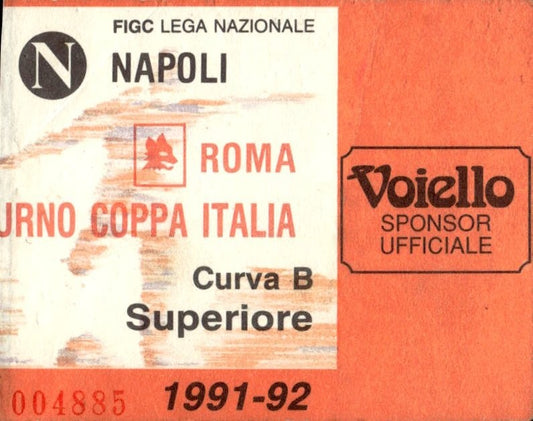 FIGC LEGA NAZIONALE
N
NAPOLI
ROMA
URNO COPPA ITALIA
Curva B
Superiore
004885
1991-92
Voiello
SPONSOR
UFFICIALE